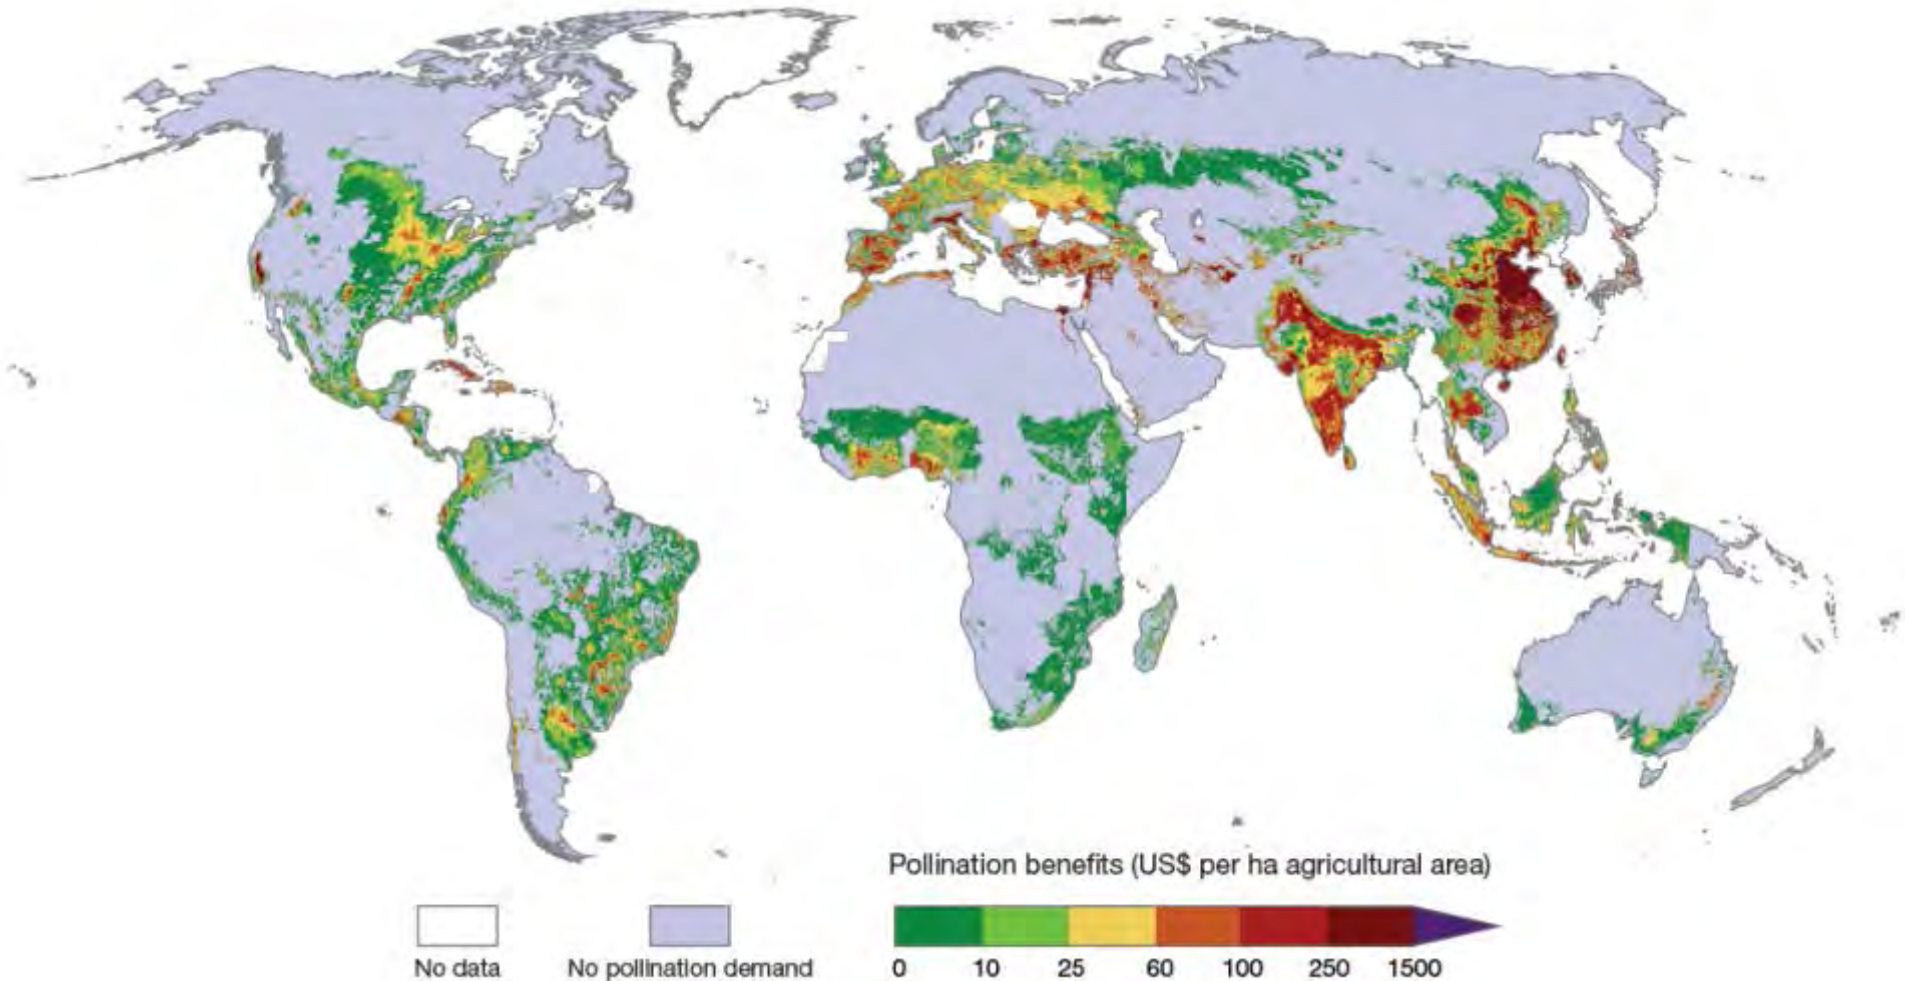 Pollination benefits (US$ per ha agricultural area)
No data
No pollination demand
0 10 25 60 100 250 1500